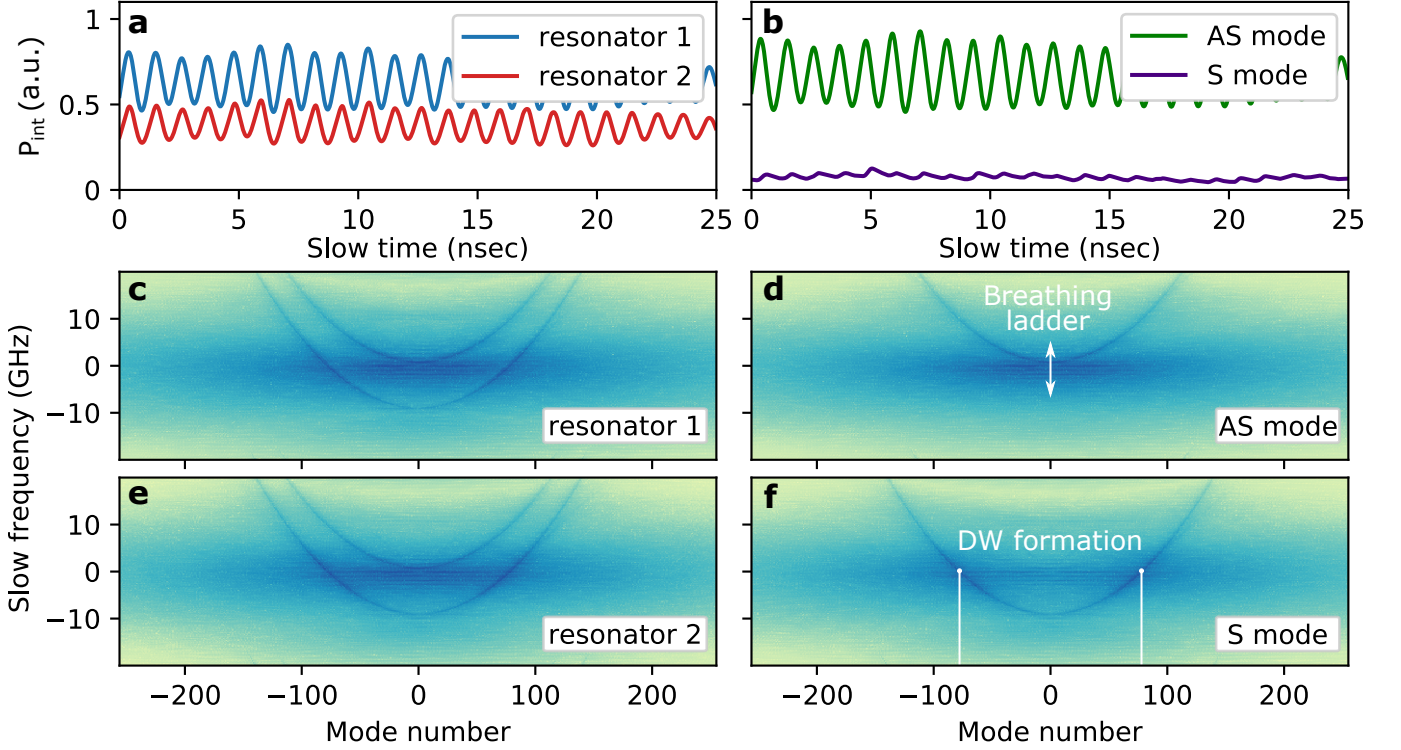 a
resonator 1
resonator 2
P_int (a.u.)
1
0.5
0
0 5 10 15 20 25
Slow time (nsec)
b
AS mode
S mode
0 5 10 15 20 25
Slow time (nsec)
Slow frequency (GHz)
c
10
0
−10
resonator 1
d
Breathing
ladder
AS mode
e
10
0
−10
resonator 2
−200 −100 0 100 200
Mode number
f
DW formation
S mode
−200 −100 0 100 200
Mode number